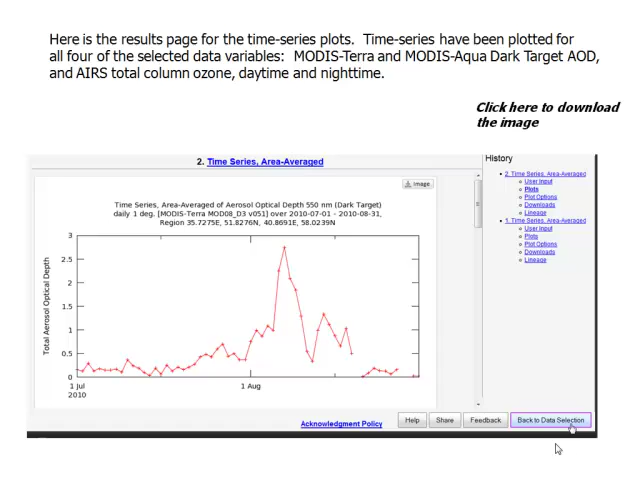 Here is the results page for the time-series plots.  Time-series have been plotted for
all four of the selected data variables:  MODIS-Terra and MODIS-Aqua Dark Target AOD,
and AIRS total column ozone, daytime and nighttime.
Click here to download
the image
2. Time Series, Area-Averaged
Image
Time Series, Area-Averaged of Aerosol Optical Depth 550 nm (Dark Target)
daily 1 deg. [MODIS-Terra MOD08_D3 v051] over 2010-07-01 - 2010-08-31,
Region 35.7275E, 51.8276N, 40.8691E, 58.0239N
Total Aerosol Optical Depth
3
2.5
2
1.5
1
0.5
0
1 Jul
2010
1 Aug
History
2. Time Series, Area-Averaged
User Input
Plots
Plot Options
Downloads
Lineage
1. Time Series, Area-Averaged
User Input
Plots
Plot Options
Downloads
Lineage
Acknowledgment Policy
Help
Share
Feedback
Back to Data Selection